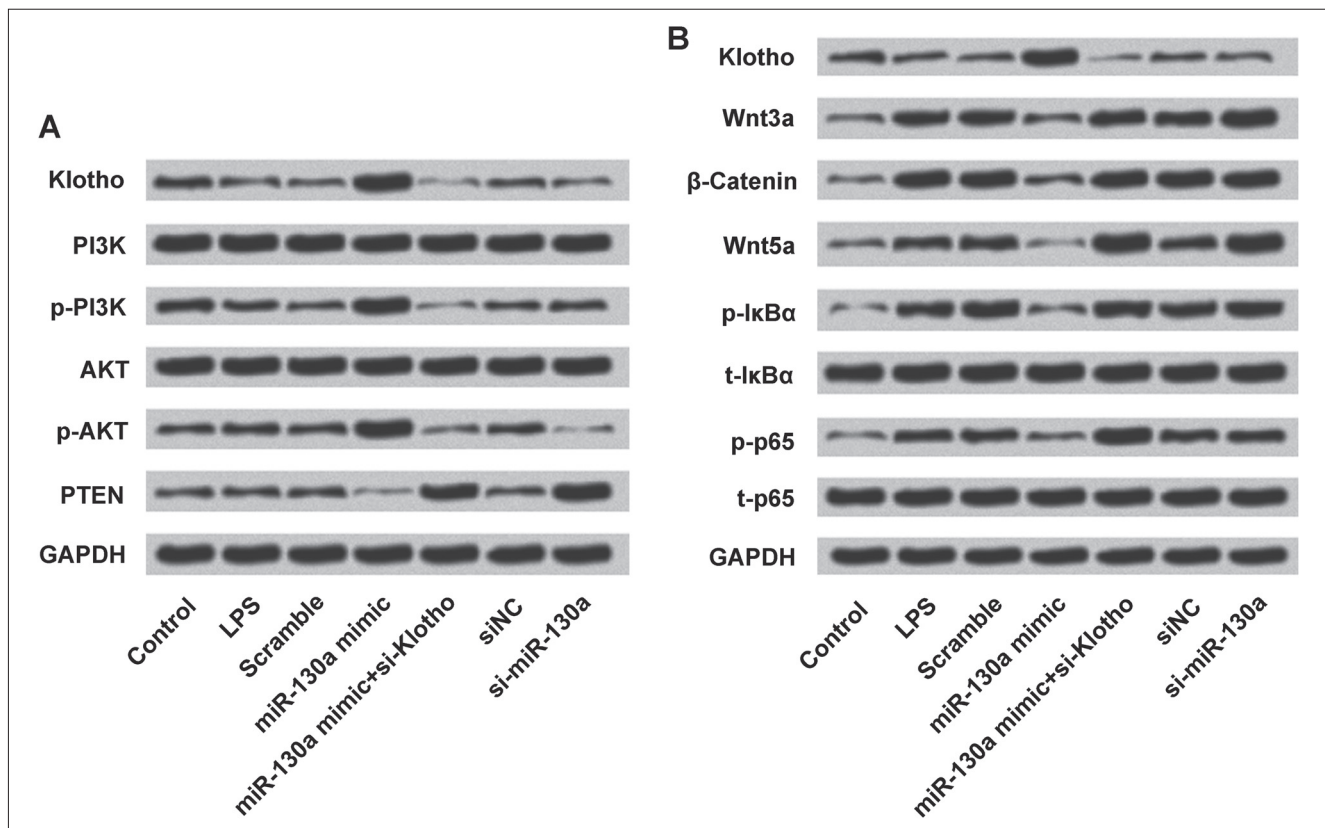 A
Klotho
PI3K
p-PI3K
AKT
p-AKT
PTEN
GAPDH
Control
LPS
Scramble
miR-130a mimic
miR-130a mimic+si-Klotho
siNC
si-miR-130a
B
Klotho
Wnt3a
β-Catenin
Wnt5a
p-IκBα
t-IκBα
p-p65
t-p65
GAPDH
Control
LPS
Scramble
miR-130a mimic
miR-130a mimic+si-Klotho
siNC
si-miR-130a